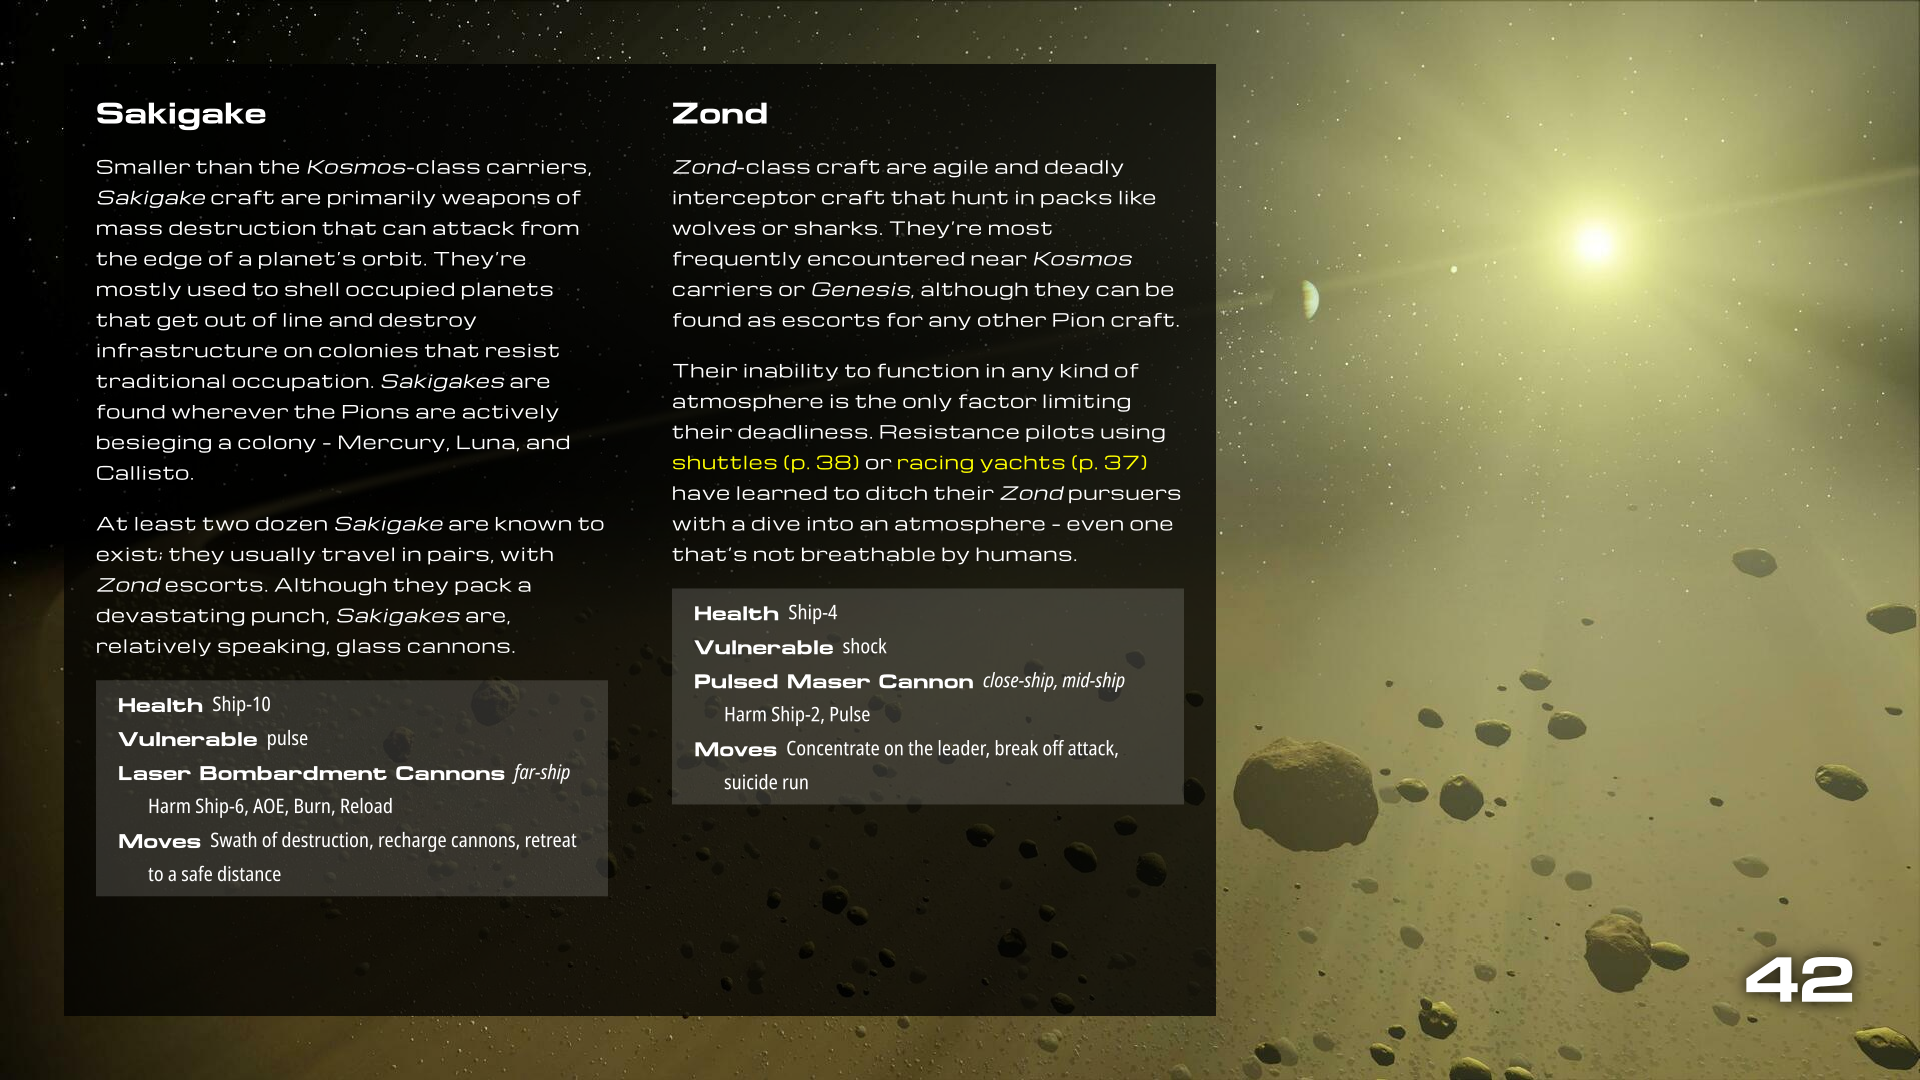 Sakigake
Smaller than the Kosmos-class carriers,
Sakigake craft are primarily weapons of
mass destruction that can attack from
the edge of a planet's orbit. They're
mostly used to shell occupied planets
that get out of line and destroy
infrastructure on colonies that resist
traditional occupation. Sakigakes are
found wherever the Pions are actively
besieging a colony - Mercury, Luna, and
Callisto.
At least two dozen Sakigake are known to
exist: they usually travel in pairs, with
Zond escorts. Although they pack a
devastating punch, Sakigakes are,
relatively speaking, glass cannons.
Health Ship-10
Vulnerable pulse
Laser Bombardment Cannons far-ship
Harm Ship-6, AOE, Burn, Reload
Moves Swath of destruction, recharge cannons, retreat
to a safe distance
Zond
Zond-class craft are agile and deadly
interceptor craft that hunt in packs like
wolves or sharks. They're most
frequently encountered near Kosmos
carriers or Genesis, although they can be
found as escorts for any other Pion craft.
Their inability to function in any kind of
atmosphere is the only factor limiting
their deadliness. Resistance pilots using
shuttles (p. 38) or racing yachts (p. 37)
have learned to ditch their Zond pursuers
with a dive into an atmosphere - even one
that's not breathable by humans.
Health Ship-4
Vulnerable shock
Pulsed Maser Cannon close-ship, mid-ship
Harm Ship-2, Pulse
Moves Concentrate on the leader, break off attack,
suicide run
42